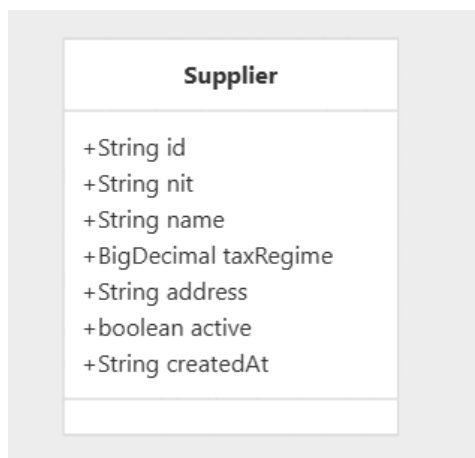 Supplier
+String id
+String nit
+String name
+BigDecimal taxRegime
+String address
+boolean active
+String createdAt